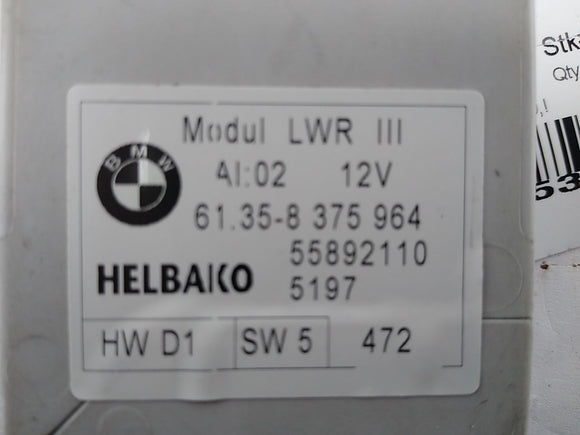 Modul LWR III
BMW
AI:02 12V
61.35-8 375 964
55892110
HELBAKO
5197
HW D1 SW 5 472
Qty
53